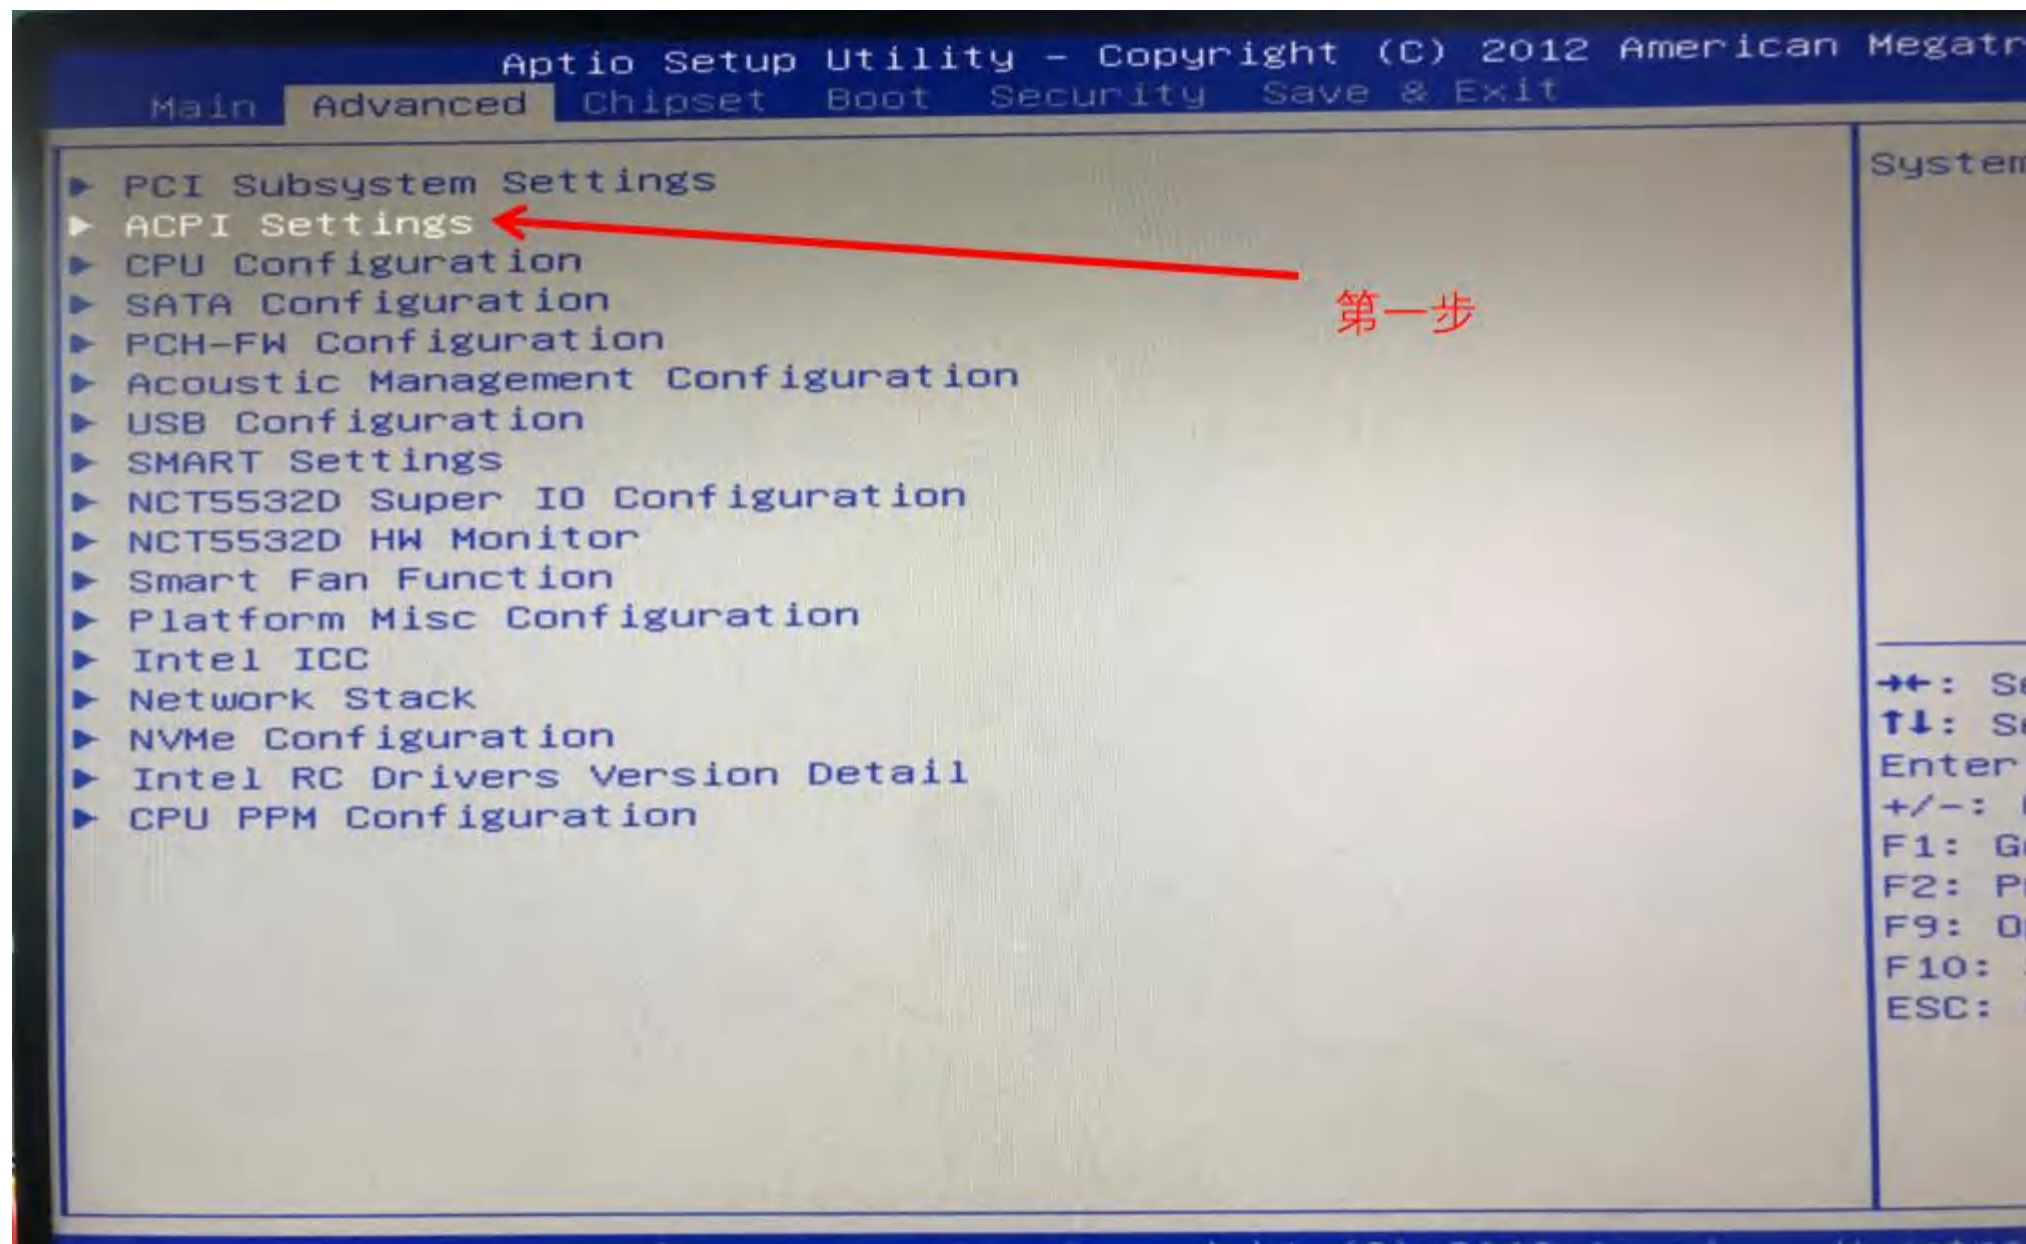 Aptio Setup Utility - Copyright (C) 2012 American
Main Advanced Chipset Boot Security Save & Exit
PCI Subsystem Settings
ACPI Settings
CPU Configuration
SATA Configuration
PCH-FW Configuration
Acoustic Management Configuration
USB Configuration
SMART Settings
NCT5532D Super IO Configuration
NCT5532D HW Monitor
Smart Fan Function
Platform Misc Configuration
Intel ICC
Network Stack
NVMe Configuration
Intel RC Drivers Version Detail
CPU PPM Configuration
第一步
System
→←:
↑↓:
Enter
+/-:
F1:
F2:
F9:
F10:
ESC: